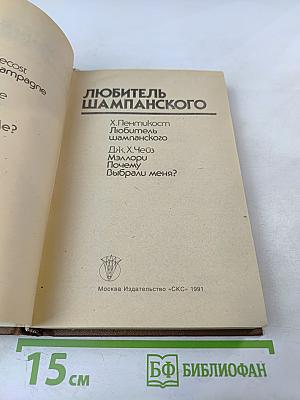 ecost
ampagne
e
le?
ЛЮБИТЕЛЬ
ШАМПАНСКОГО
Х. Пентикост
Любитель
шампанского
Дж. Х. Чейз
Мэллори
Почему
Выбрали меня?
Москва Издательство «СКС» 1991
15 см
БФ БИБЛИОФАН